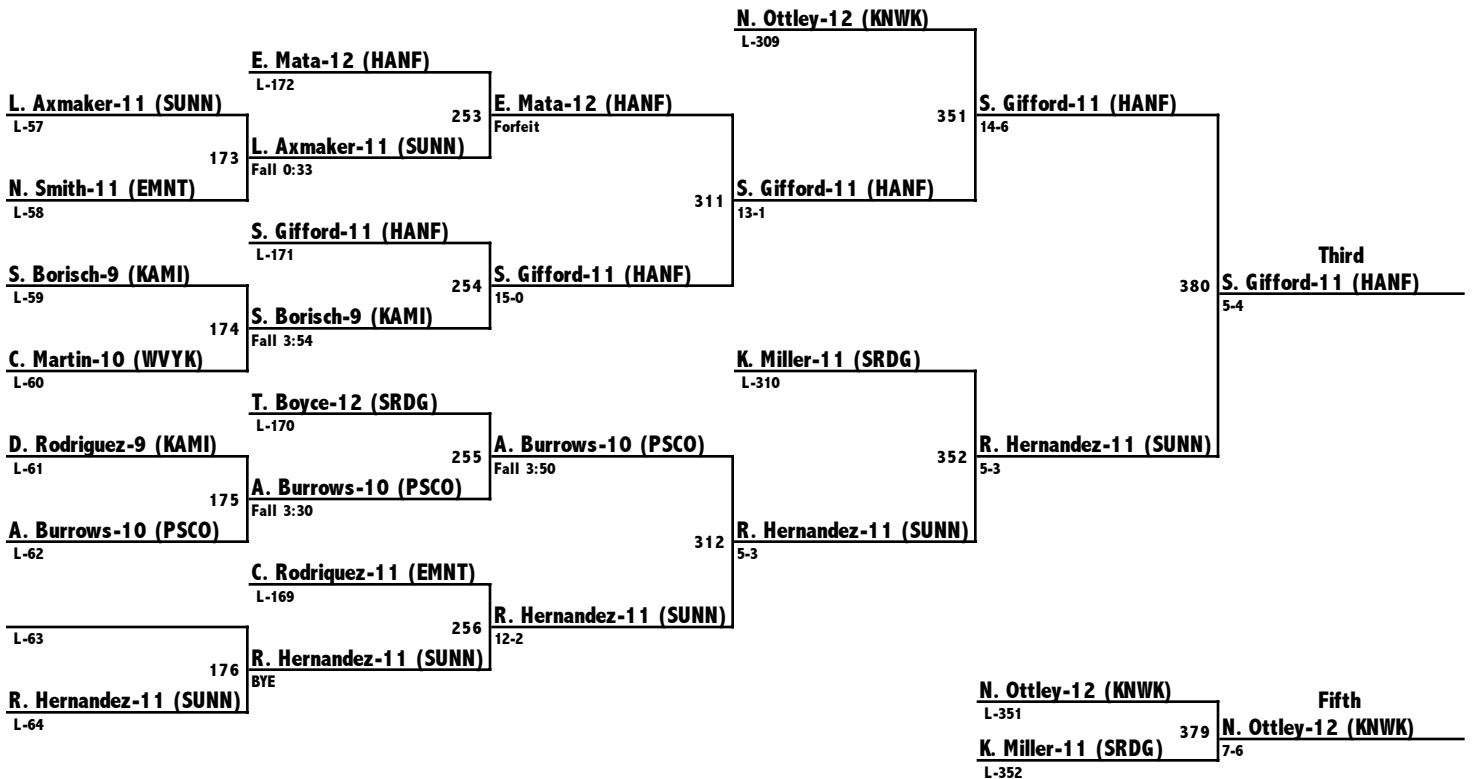 N. Ottley-12 (KNWK)
L-309
E. Mata-12 (HANF)
L-172
L. Axmaker-11 (SUNN)
L-57
253
E. Mata-12 (HANF)
Forfeit
351
S. Gifford-11 (HANF)
14-6
173
L. Axmaker-11 (SUNN)
Fall 0:33
N. Smith-11 (EMNT)
L-58
311
S. Gifford-11 (HANF)
13-1
S. Gifford-11 (HANF)
L-171
S. Borisch-9 (KAMI)
L-59
254
S. Gifford-11 (HANF)
15-0
Third
380
S. Gifford-11 (HANF)
5-4
174
S. Borisch-9 (KAMI)
Fall 3:54
C. Martin-10 (WVYK)
L-60
K. Miller-11 (SRDG)
L-310
T. Boyce-12 (SRDG)
L-170
D. Rodriguez-9 (KAMI)
L-61
255
A. Burrows-10 (PSCO)
Fall 3:50
352
R. Hernandez-11 (SUNN)
5-3
175
A. Burrows-10 (PSCO)
Fall 3:30
A. Burrows-10 (PSCO)
L-62
312
R. Hernandez-11 (SUNN)
5-3
C. Rodriquez-11 (EMNT)
L-169
L-63
256
R. Hernandez-11 (SUNN)
12-2
176
R. Hernandez-11 (SUNN)
BYE
R. Hernandez-11 (SUNN)
L-64
N. Ottley-12 (KNWK)
L-351
Fifth
379
N. Ottley-12 (KNWK)
7-6
K. Miller-11 (SRDG)
L-352